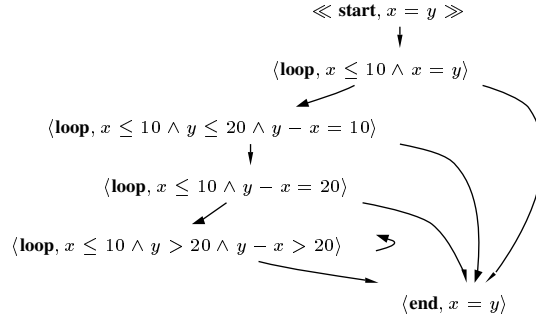 ≪ start, x = y ≫
⟨loop, x ≤ 10 ∧ x = y⟩
⟨loop, x ≤ 10 ∧ y ≤ 20 ∧ y − x = 10⟩
⟨loop, x ≤ 10 ∧ y − x = 20⟩
⟨loop, x ≤ 10 ∧ y > 20 ∧ y − x > 20⟩
⟨end, x = y⟩